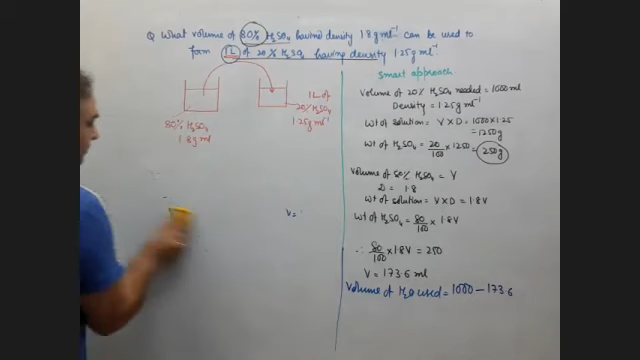 Q What volume of 80% H₂SO₄ having density 1.8 g ml⁻¹ can be used to
form 1L of 20% H₂SO₄ having density 1.25 g ml⁻¹
80% H₂SO₄
1.8 g ml
1L of
20% H₂SO₄
1.25 g ml⁻¹
V =
Smart approach
Volume of 20% H₂SO₄ needed = 1000 ml
Density = 1.25 g ml⁻¹
Wt of solution = V × D = 1000 × 1.25
= 1250g
Wt of H₂SO₄ = 20/100 × 1250 = 250g
Volume of 80% H₂SO₄ = V
D = 1.8
Wt of solution = V × D = 1.8V
Wt of H₂SO₄ = 80/100 × 1.8V
∴ 80/100 × 1.8V = 250
V = 173.6 ml
Volume of H₂O used = 1000 − 173.6